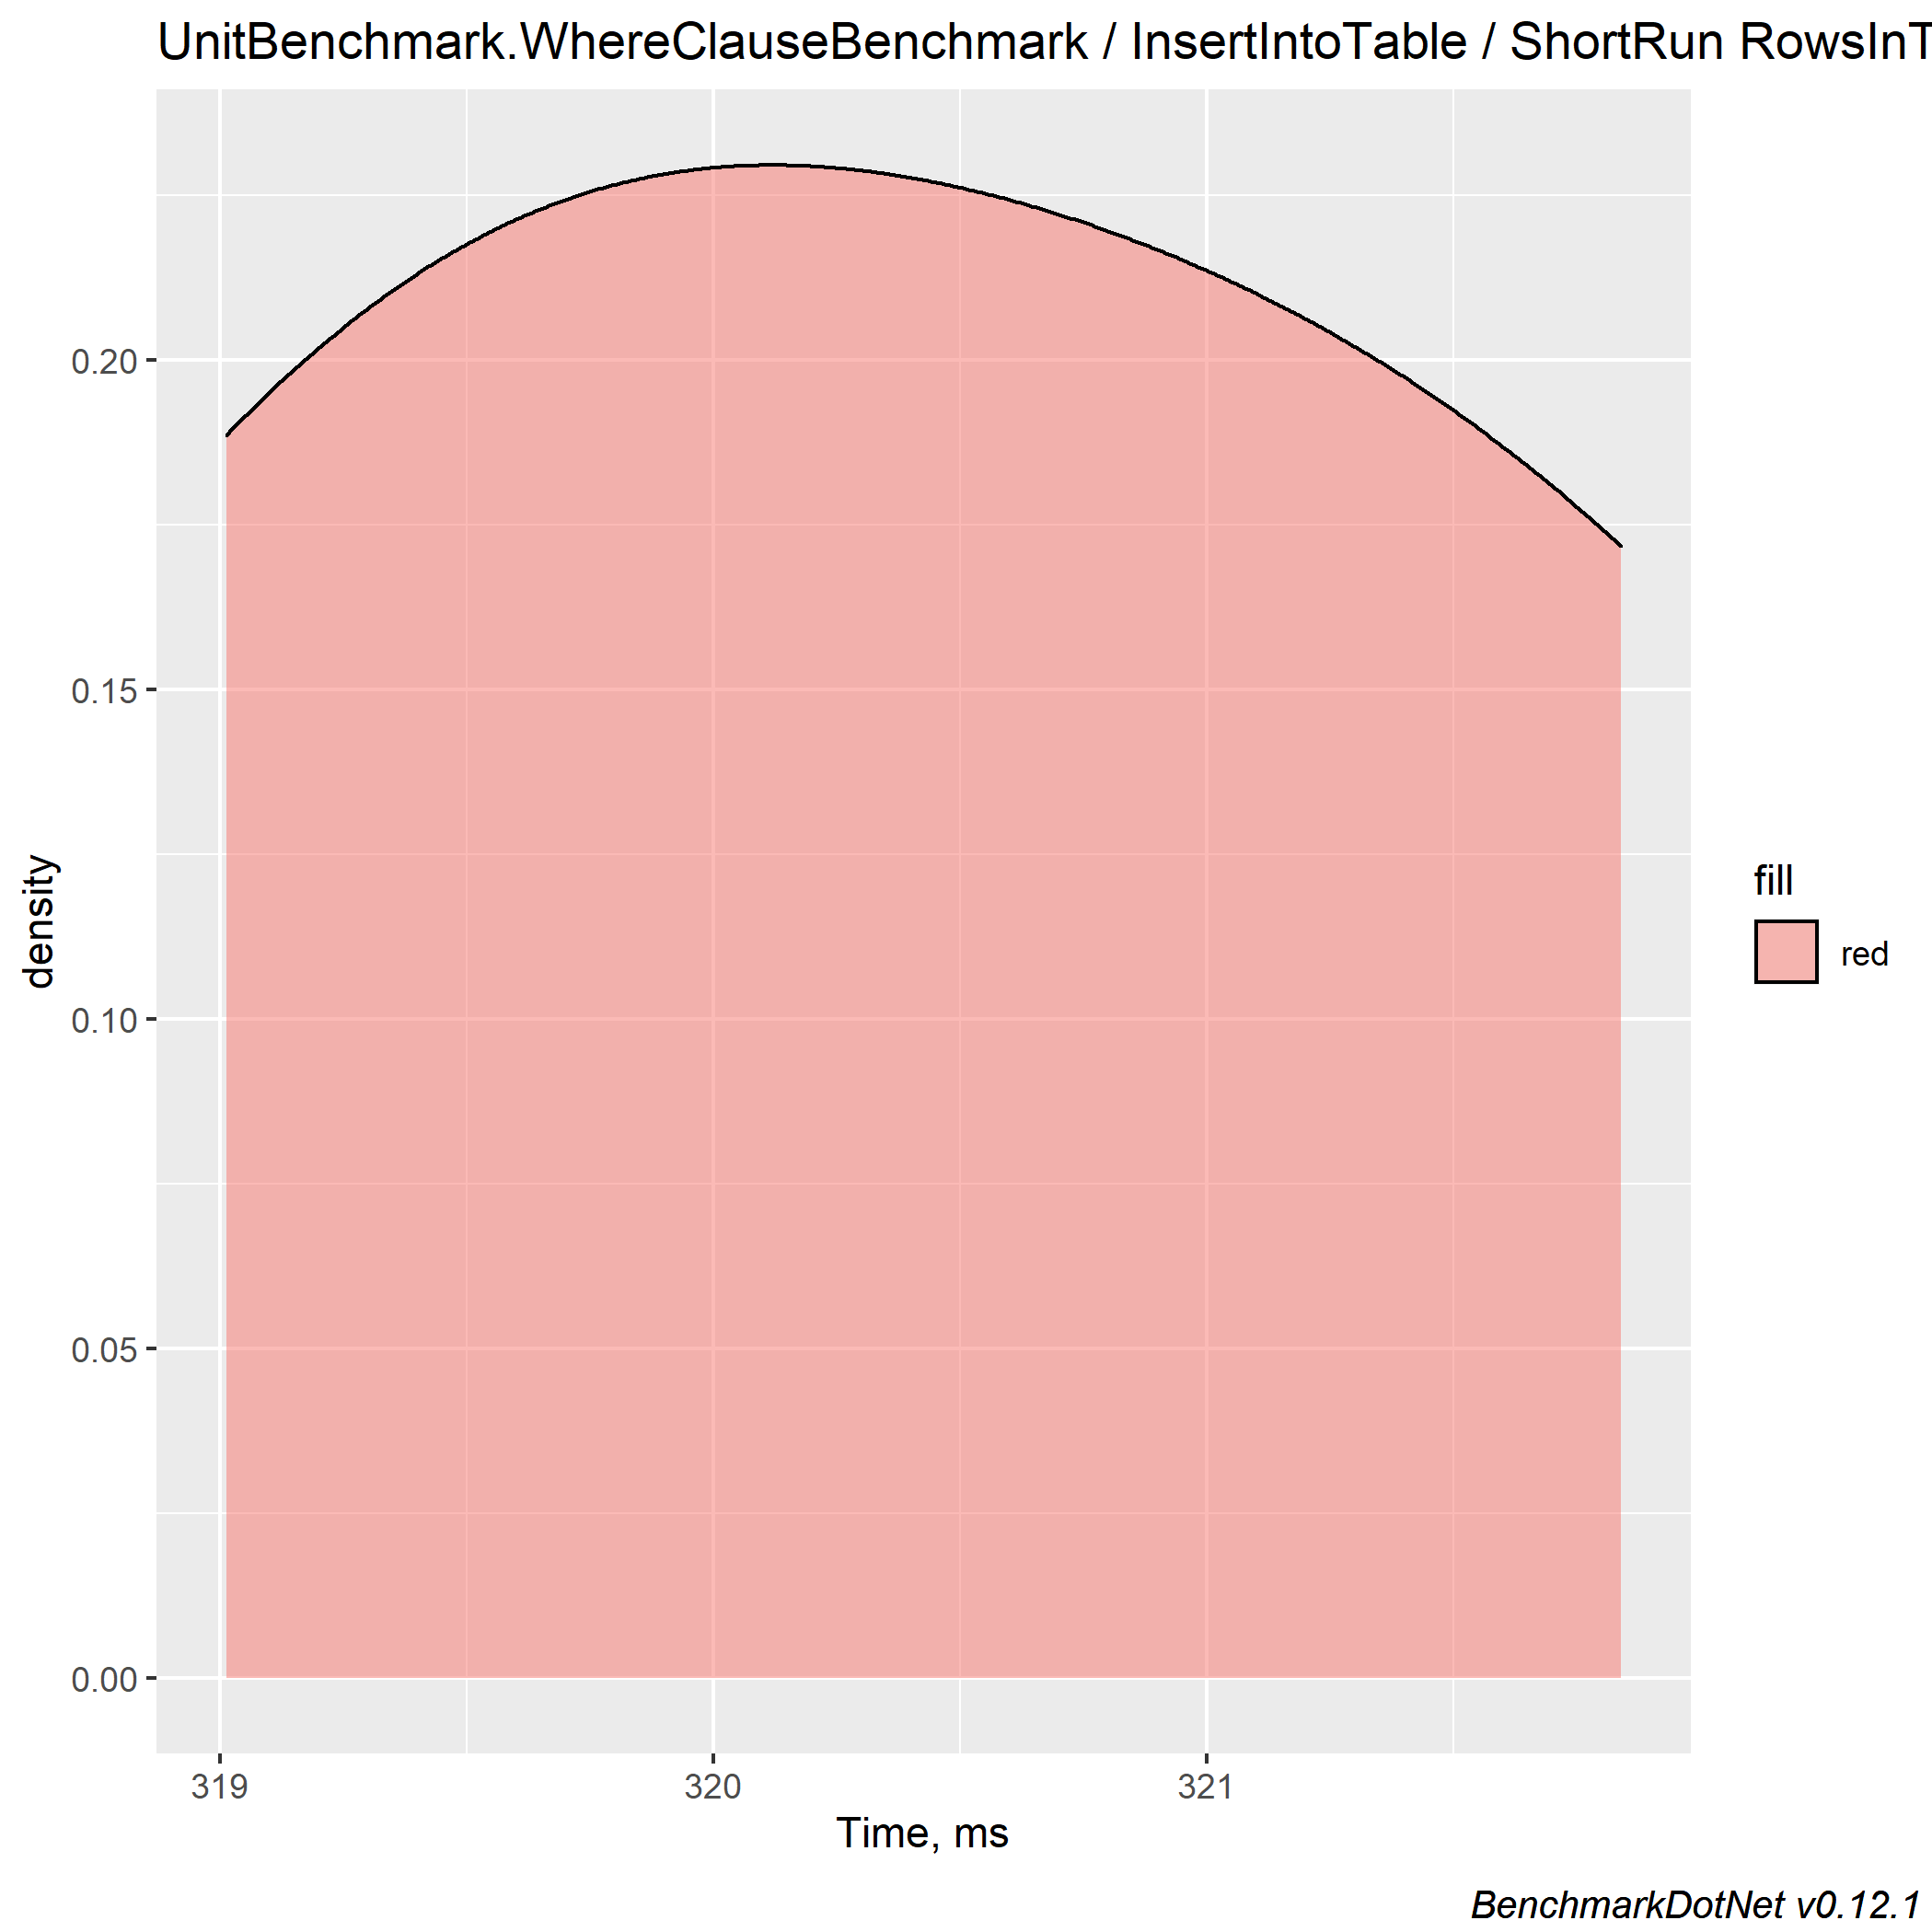 UnitBenchmark.WhereClauseBenchmark / InsertIntoTable / ShortRun RowsInT
0.20
0.15
0.10
0.05
0.00
density
319 320 321
Time, ms
fill
red
BenchmarkDotNet v0.12.1